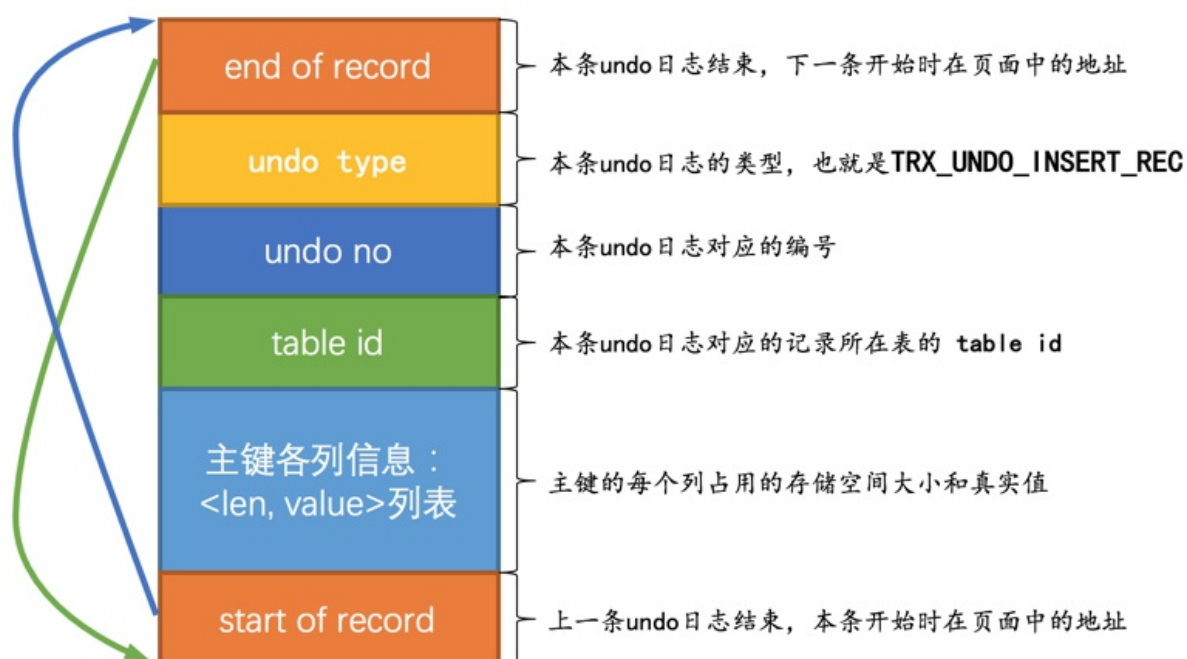 end of record
本条undo日志结束，下一条开始时在页面中的地址
undo type
本条undo日志的类型，也就是TRX_UNDO_INSERT_REC
undo no
本条undo日志对应的编号
table id
本条undo日志对应的记录所在表的 table id
主键各列信息：
<len, value>列表
主键的每个列占用的存储空间大小和真实值
start of record
上一条undo日志结束，本条开始时在页面中的地址